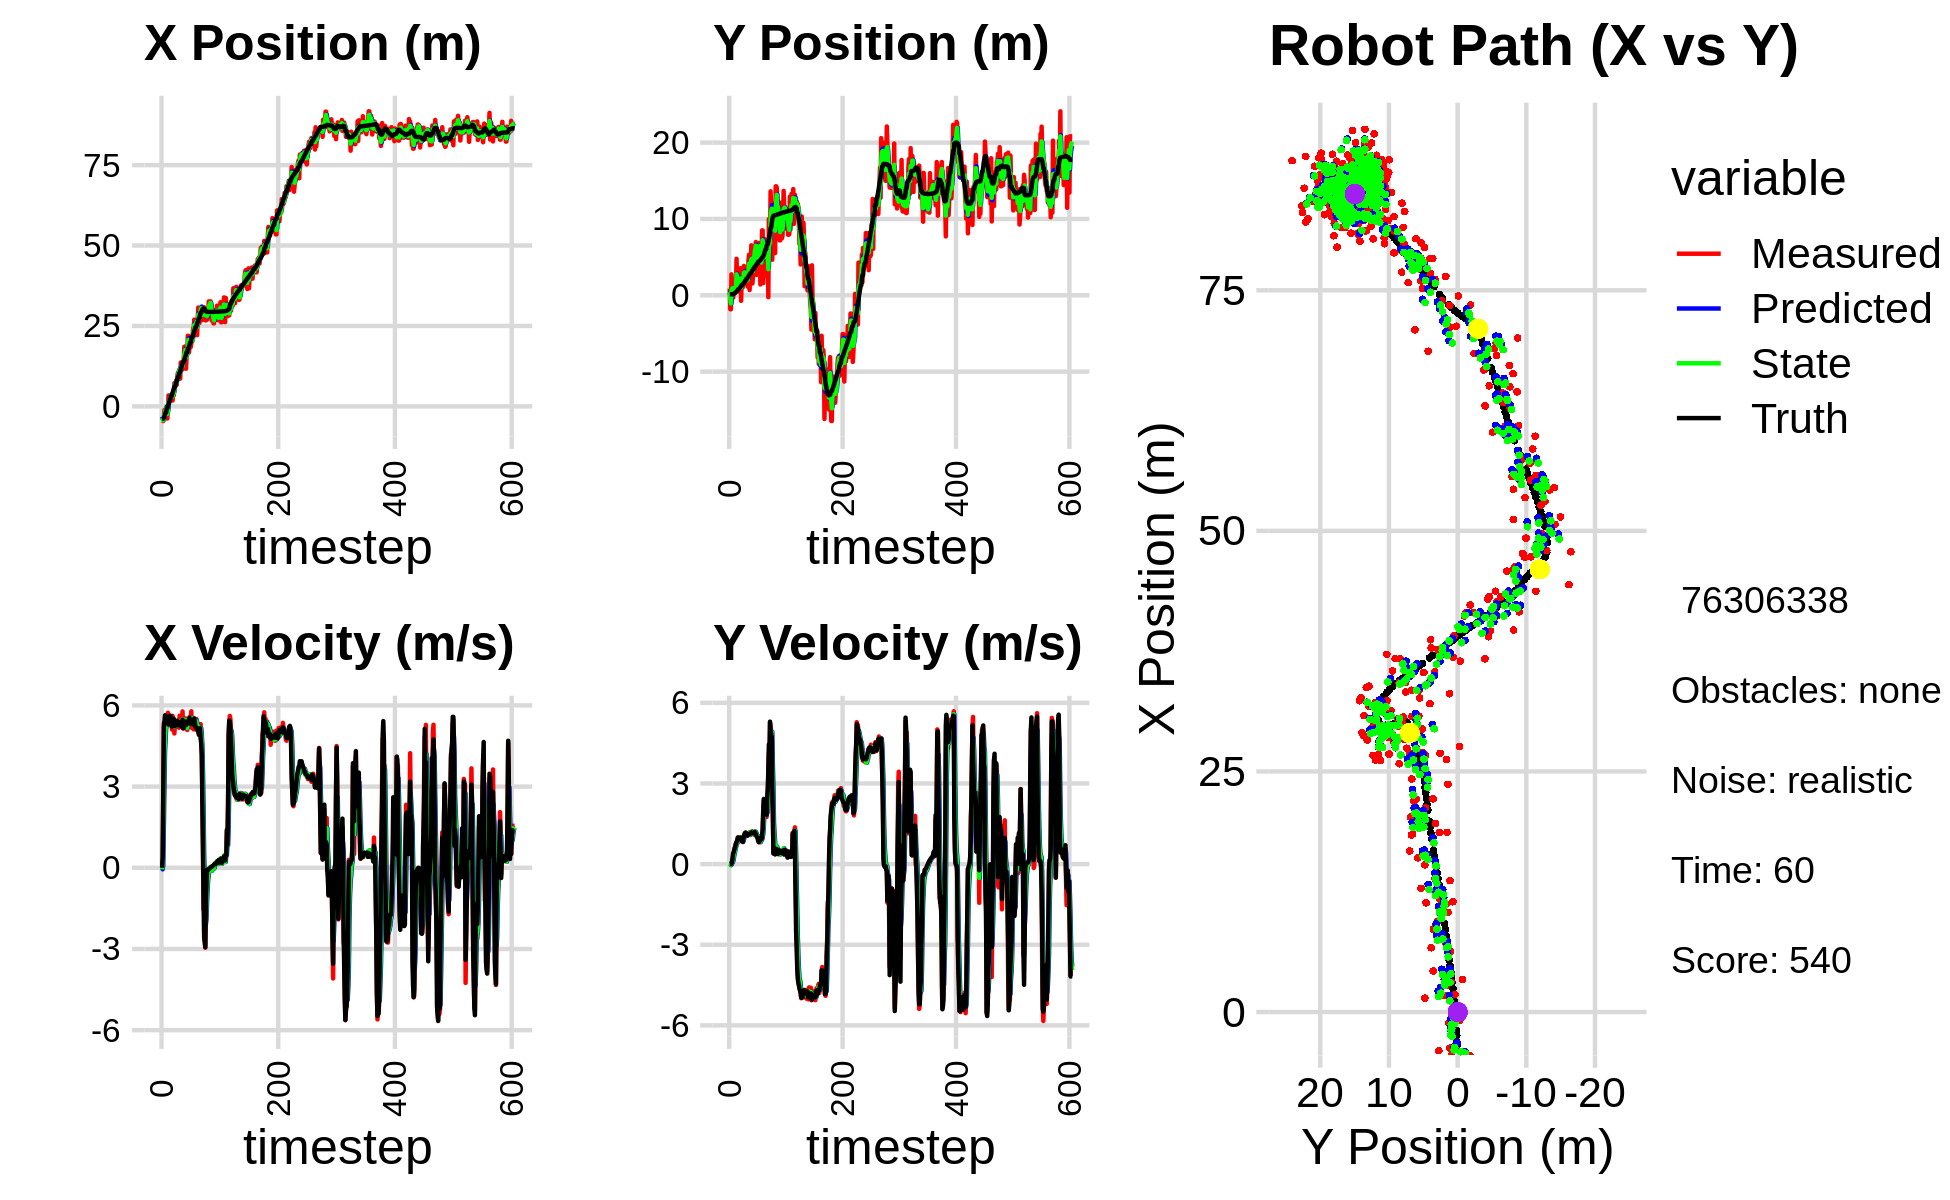 X Position (m)
75
50
25
0
0
200
400
600
timestep
Y Position (m)
20
10
0
-10
0
200
400
600
timestep
X Velocity (m/s)
6
3
0
-3
-6
0
200
400
600
timestep
Y Velocity (m/s)
6
3
0
-3
-6
0
200
400
600
timestep
Robot Path (X vs Y)
X Position (m)
75
50
25
0
20 10 0 -10 -20
Y Position (m)
variable
Measured
Predicted
State
Truth
76306338
Obstacles: none
Noise: realistic
Time: 60
Score: 540